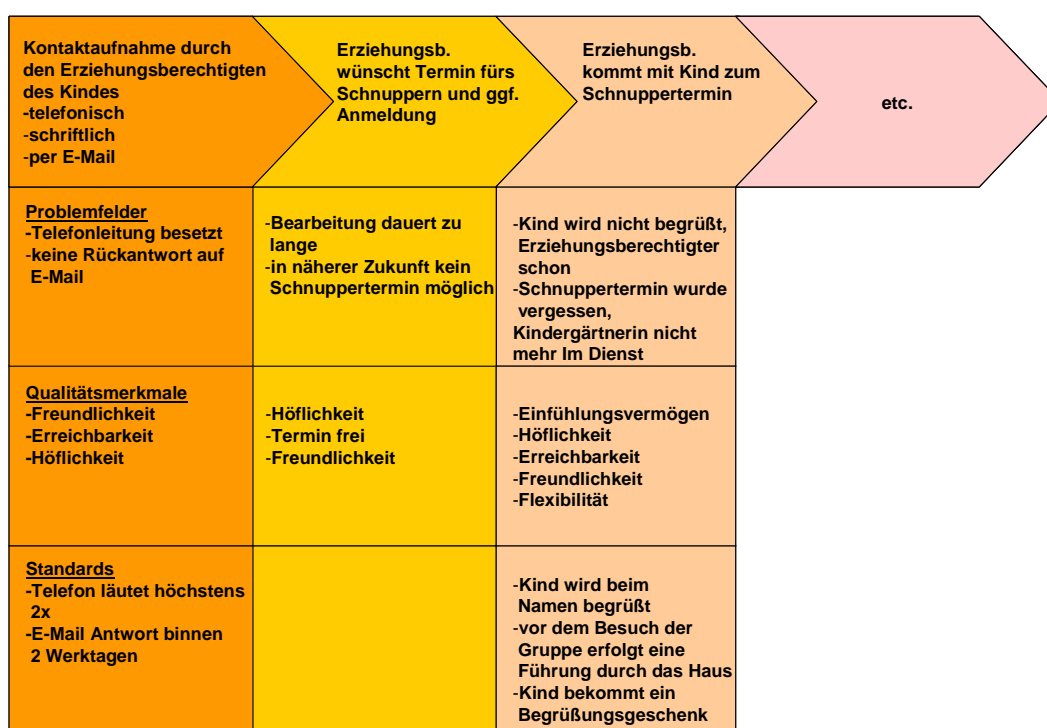 Kontaktaufnahme durch
den Erziehungsberechtigten
des Kindes
-telefonisch
-schriftlich
-per E-Mail
Erziehungsb.
wünscht Termin fürs
Schnuppern und ggf.
Anmeldung
Erziehungsb.
kommt mit Kind zum
Schnuppertermin
etc.
Problemfelder
-Telefonleitung besetzt
-keine Rückantwort auf
E-Mail
-Bearbeitung dauert zu
lange
-in näherer Zukunft kein
Schnuppertermin möglich
-Kind wird nicht begrüßt,
Erziehungsberechtigter
schon
-Schnuppertermin wurde
vergessen,
Kindergärtnerin nicht
mehr Im Dienst
Qualitätsmerkmale
-Freundlichkeit
-Erreichbarkeit
-Höflichkeit
-Höflichkeit
-Termin frei
-Freundlichkeit
-Einfühlungsvermögen
-Höflichkeit
-Erreichbarkeit
-Freundlichkeit
-Flexibilität
Standards
-Telefon läutet höchstens
2x
-E-Mail Antwort binnen
2 Werktagen
-Kind wird beim
Namen begrüßt
-vor dem Besuch der
Gruppe erfolgt eine
Führung durch das Haus
-Kind bekommt ein
Begrüßungsgeschenk